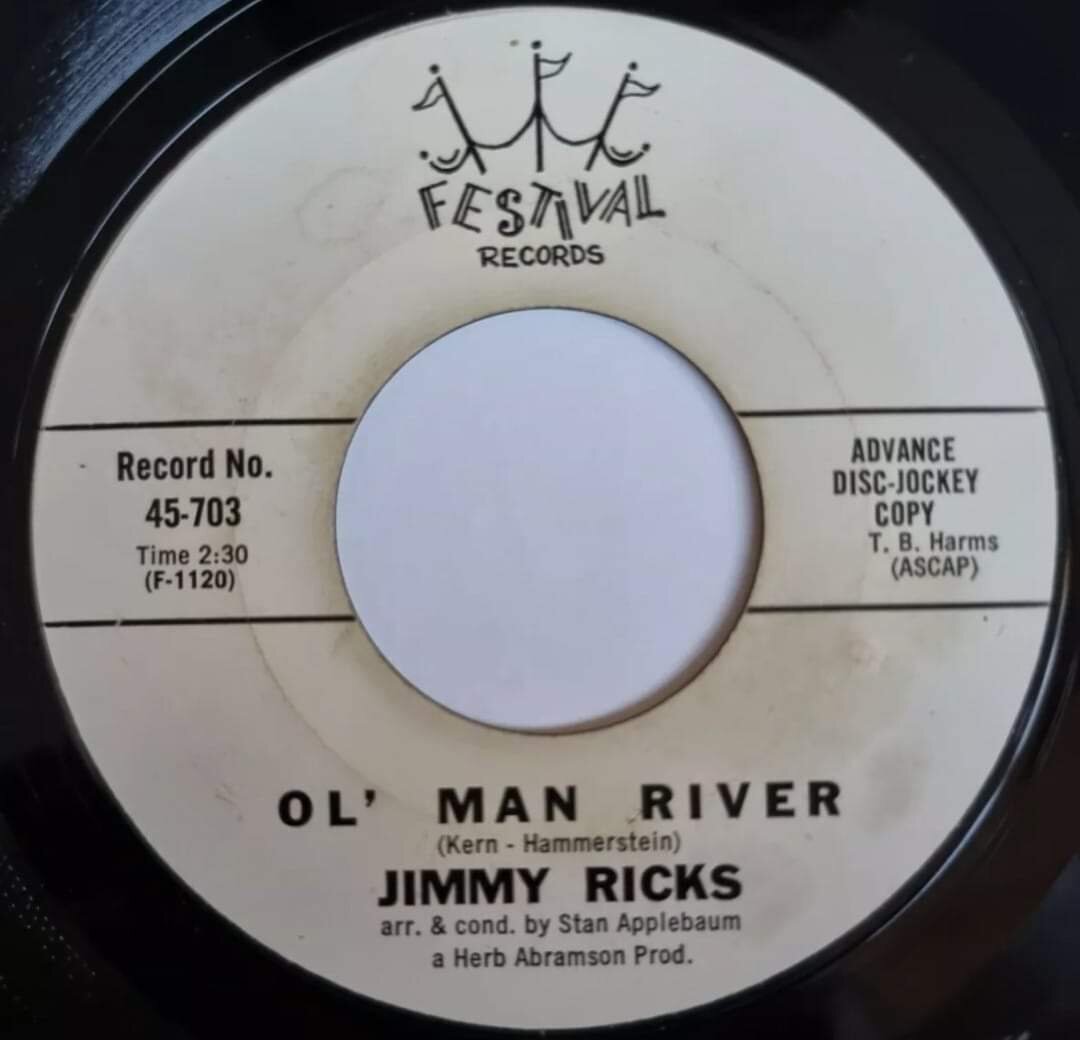 FESTiVAL
RECORDS
Record No.
45-703
Time 2:30
(F-1120)
ADVANCE
DISC-JOCKEY
COPY
T. B. Harms
(ASCAP)
OL' MAN RIVER
(Kern - Hammerstein)
JIMMY RICKS
arr. & cond. by Stan Applebaum
a Herb Abramson Prod.